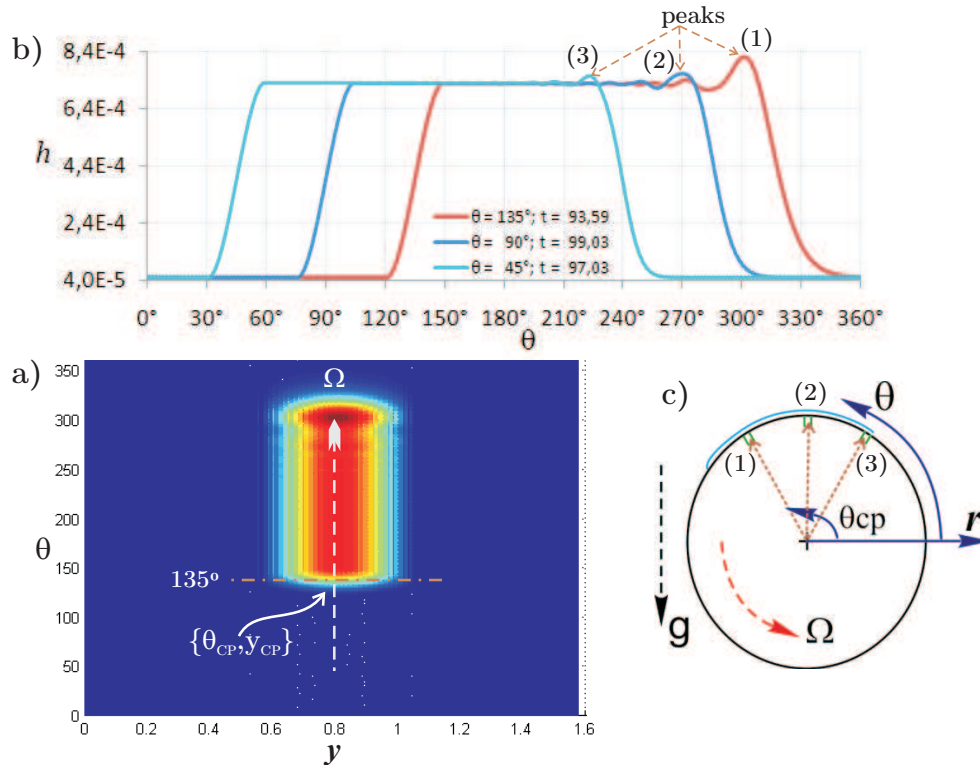 b)
peaks
(3)
(2)
(1)
8,4E-4
6,4E-4
4,4E-4
2,4E-4
4,0E-5
h
θ = 135°; t = 93,59
θ = 90°; t = 99,03
θ = 45°; t = 97,03
0° 30° 60° 90° 120° 150° 180° 210° 240° 270° 300° 330° 360°
θ
a)
350
300
250
200
150
100
50
0
θ
Ω
135°
{θCP,yCP}
0 0.2 0.4 0.6 0.8 1 1.2 1.4 1.6
y
c)
θ
(2)
(1)
(3)
θcp
r
g
Ω